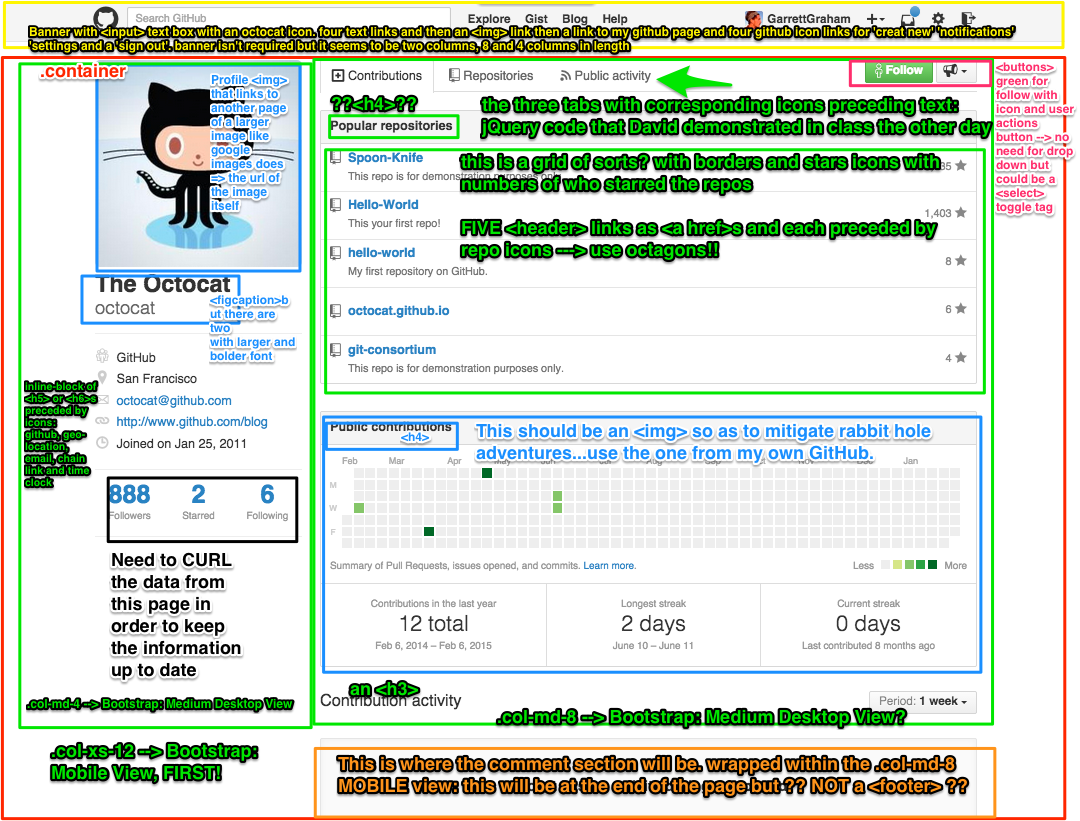 Search GitHub
Explore Gist Blog Help
GarrettGraham
Banner with <input> text box with an octocat icon. four text links and then an <img> link then a link to my github page and four github icon links for 'creat new' 'notifications'
'settings and a 'sign out'. banner isn't required but it seems to be two columns, 8 and 4 columns in length
.container
Profile <img>
that links to
another page
of a larger
image like
google
images does
=> the url of
the image
itself
The Octocat
octocat
<figcaption>b
ut there are
two
with larger and
bolder font
GitHub
San Francisco
octocat@github.com
http://www.github.com/blog
Joined on Jan 25, 2011
inline-block of
<h5> or <h6>s
preceded by
icons:
github, geo-
location,
email, chain
link and time
clock
888 2 6
Followers Starred Following
Need to CURL
the data from
this page in
order to keep
the information
up to date
.col-md-4 --> Bootstrap: Medium Desktop View
.col-xs-12 --> Bootstrap:
Mobile View, FIRST!
Contributions Repositories Public activity
Follow
<buttons>
green for
follow with
icon and user
actions
button --> no
need for drop
down but
could be a
<select>
toggle tag
??<h4>??
the three tabs with corresponding icons preceding text:
jQuery code that David demonstrated in class the other day
Popular repositories
Spoon-Knife
This repo is for demonstration purposes only.
35
this is a grid of sorts? with borders and stars icons with
numbers of who starred the repos
Hello-World
This your first repo!
1,403
FIVE <header> links as <a href>s and each preceded by
repo icons ---> use octagons!!
hello-world
My first repository on GitHub.
8
octocat.github.io
6
git-consortium
This repo is for demonstration purposes only.
4
Public contributions
<h4>
This should be an <img> so as to mitigate rabbit hole
adventures...use the one from my own GitHub.
Feb Mar Apr May Jun Jul Aug Sep Oct Nov Dec Jan
M
W
F
Summary of Pull Requests, issues opened, and commits. Learn more.
Less More
Contributions in the last year Longest streak Current streak
12 total 2 days 0 days
Feb 6, 2014 – Feb 6, 2015 June 10 – June 11 Last contributed 8 months ago
an <h3>
Contribution activity
Period: 1 week
.col-md-8 --> Bootstrap: Medium Desktop View?
This is where the comment section will be. wrapped within the .col-md-8
MOBILE view: this will be at the end of the page but ?? NOT a <footer> ??